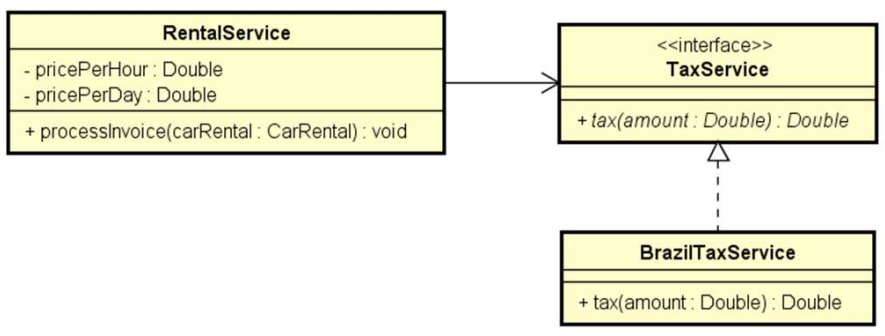 RentalService
- pricePerHour : Double
- pricePerDay : Double
+ processInvoice(carRental : CarRental) : void
<<interface>>
TaxService
+ tax(amount : Double) : Double
BrazilTaxService
+ tax(amount : Double) : Double